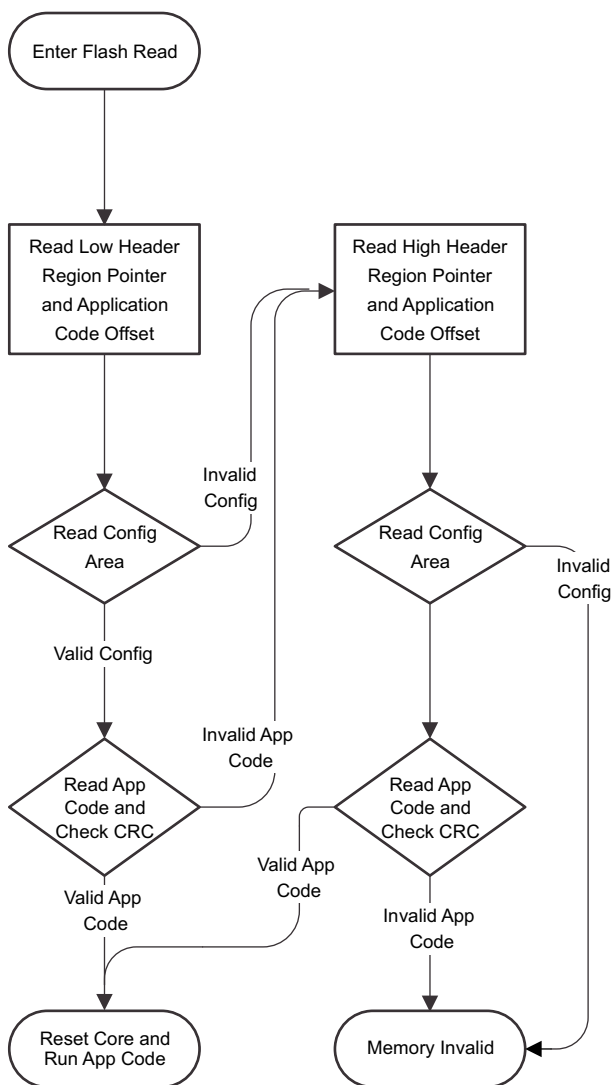 Enter Flash Read
Read Low Header
Region Pointer
and Application
Code Offset
Read High Header
Region Pointer
and Application
Code Offset
Invalid
Config
Read Config
Area
Read Config
Area
Invalid
Config
Valid Config
Invalid App
Code
Read App
Code and
Check CRC
Read App
Code and
Check CRC
Valid App
Code
Valid App
Code
Invalid App
Code
Reset Core and
Run App Code
Memory Invalid